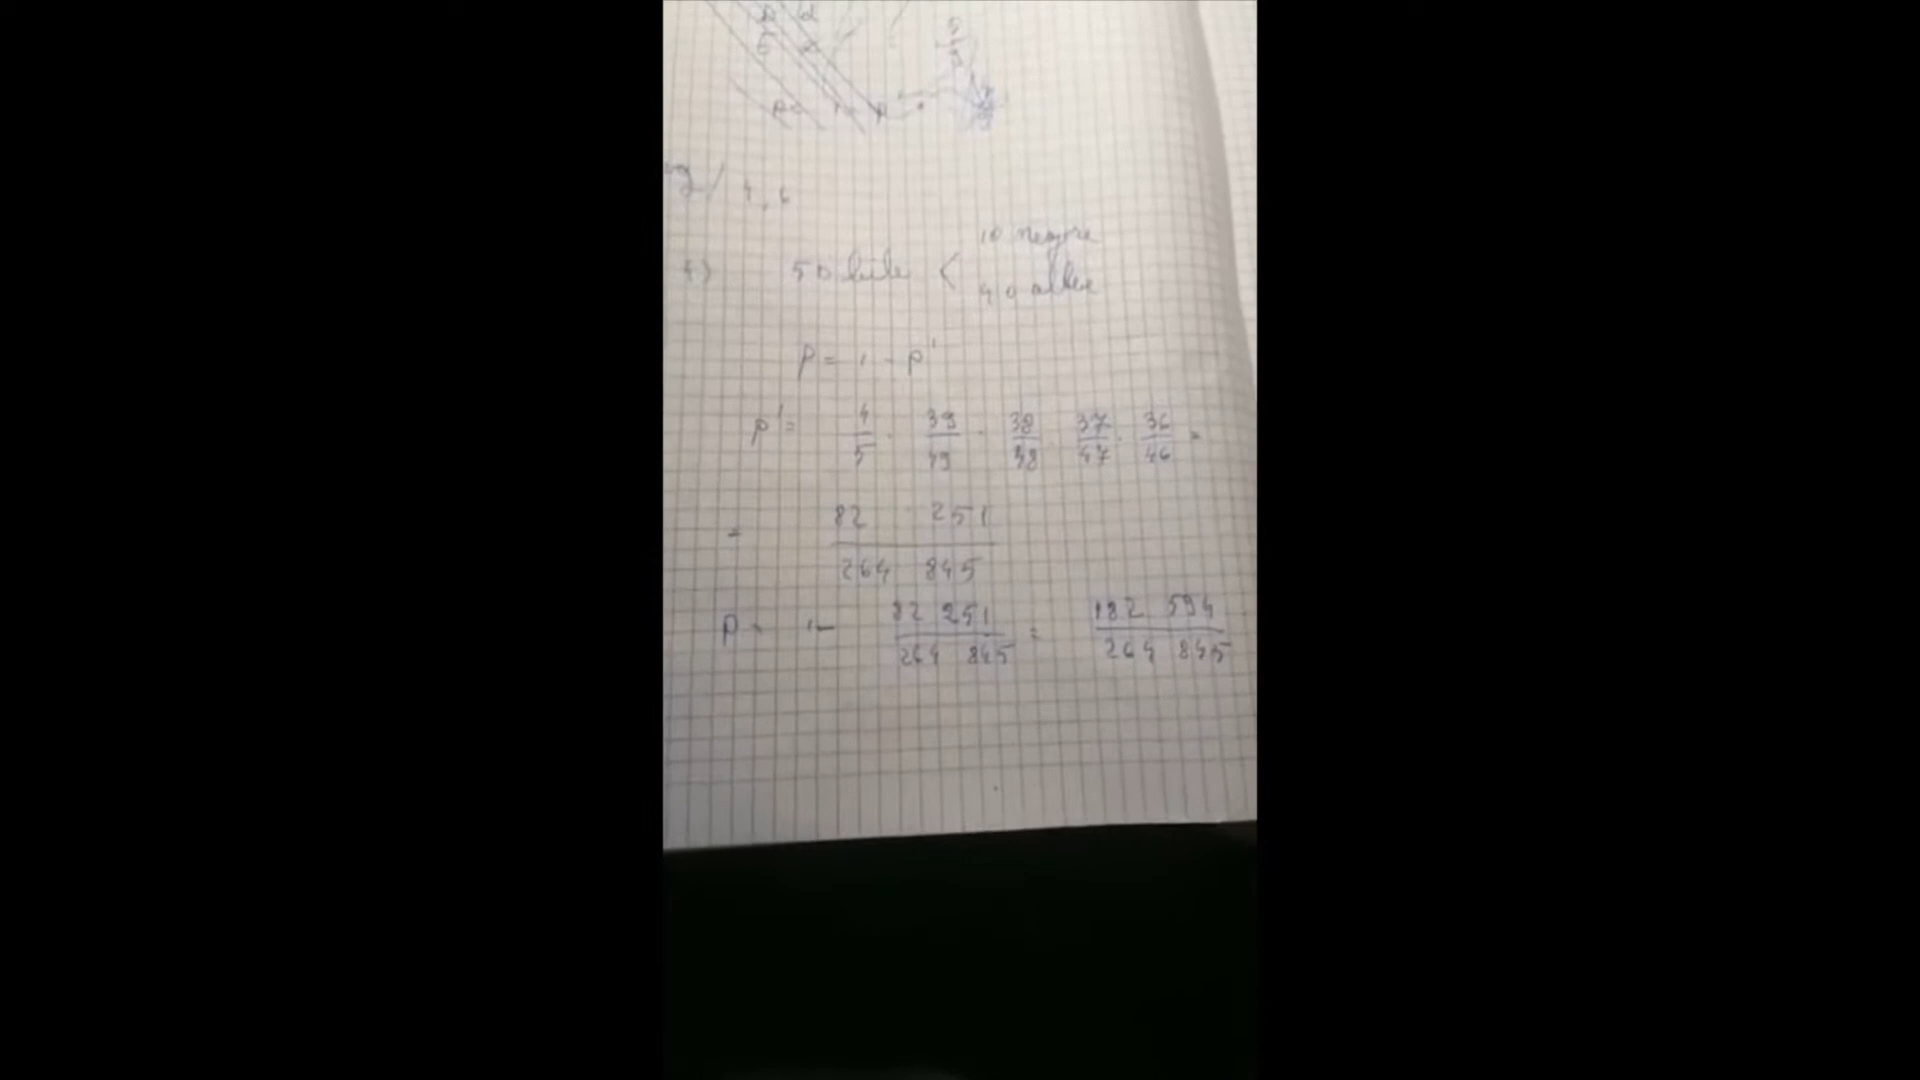 4, 6
50 bile < 10 negre
40 albe
p = 1 - p'
p' = 4/5 · 39/49 · 38/48 · 37/47 · 36/46 =
= 82 251 / 264 845
p = 1 - 82 251 / 264 845 = 182 594 / 264 845